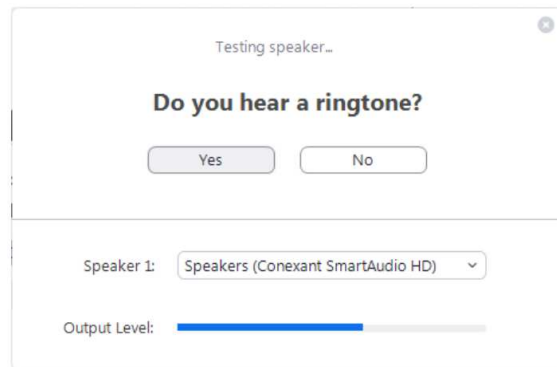 Testing speaker...
Do you hear a ringtone?
Yes No
Speaker 1: Speakers (Conexant SmartAudio HD)
Output Level: